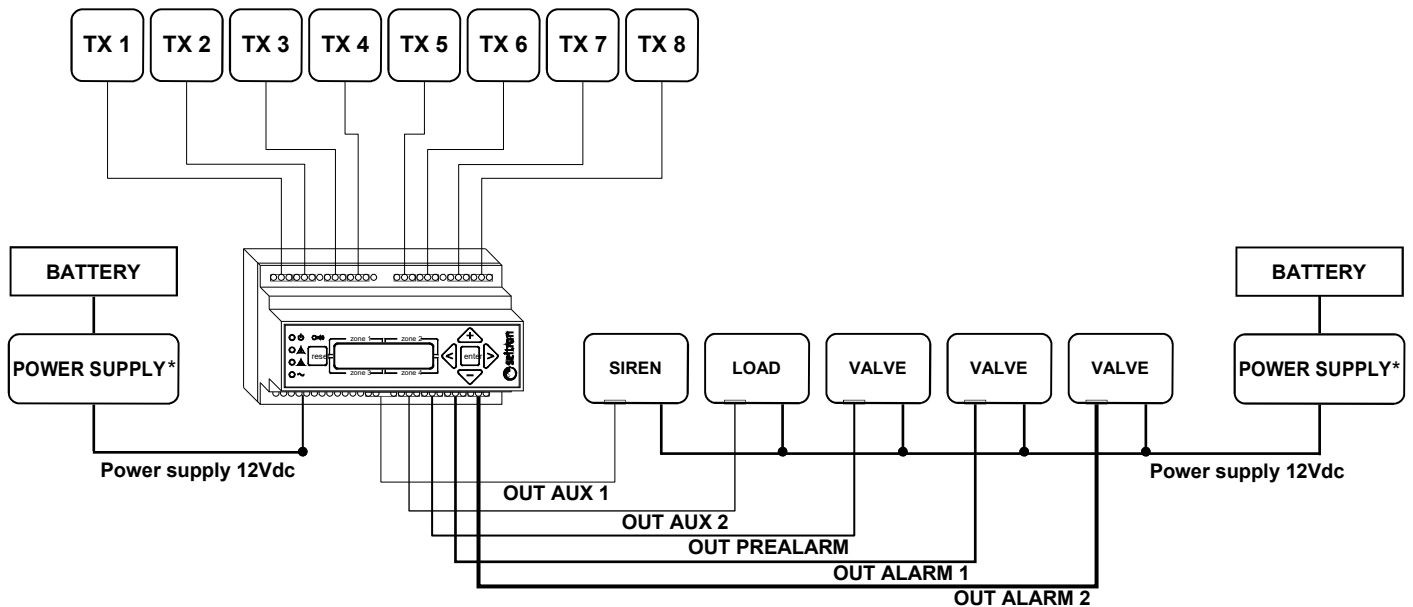 TX 1
TX 2
TX 3
TX 4
TX 5
TX 6
TX 7
TX 8
BATTERY
POWER SUPPLY*
Power supply 12Vdc
zone 1
zone 2
rese
enter
zone 3
zone 4
seitron
SIREN
LOAD
VALVE
VALVE
VALVE
BATTERY
POWER SUPPLY*
Power supply 12Vdc
OUT AUX 1
OUT AUX 2
OUT PREALARM
OUT ALARM 1
OUT ALARM 2